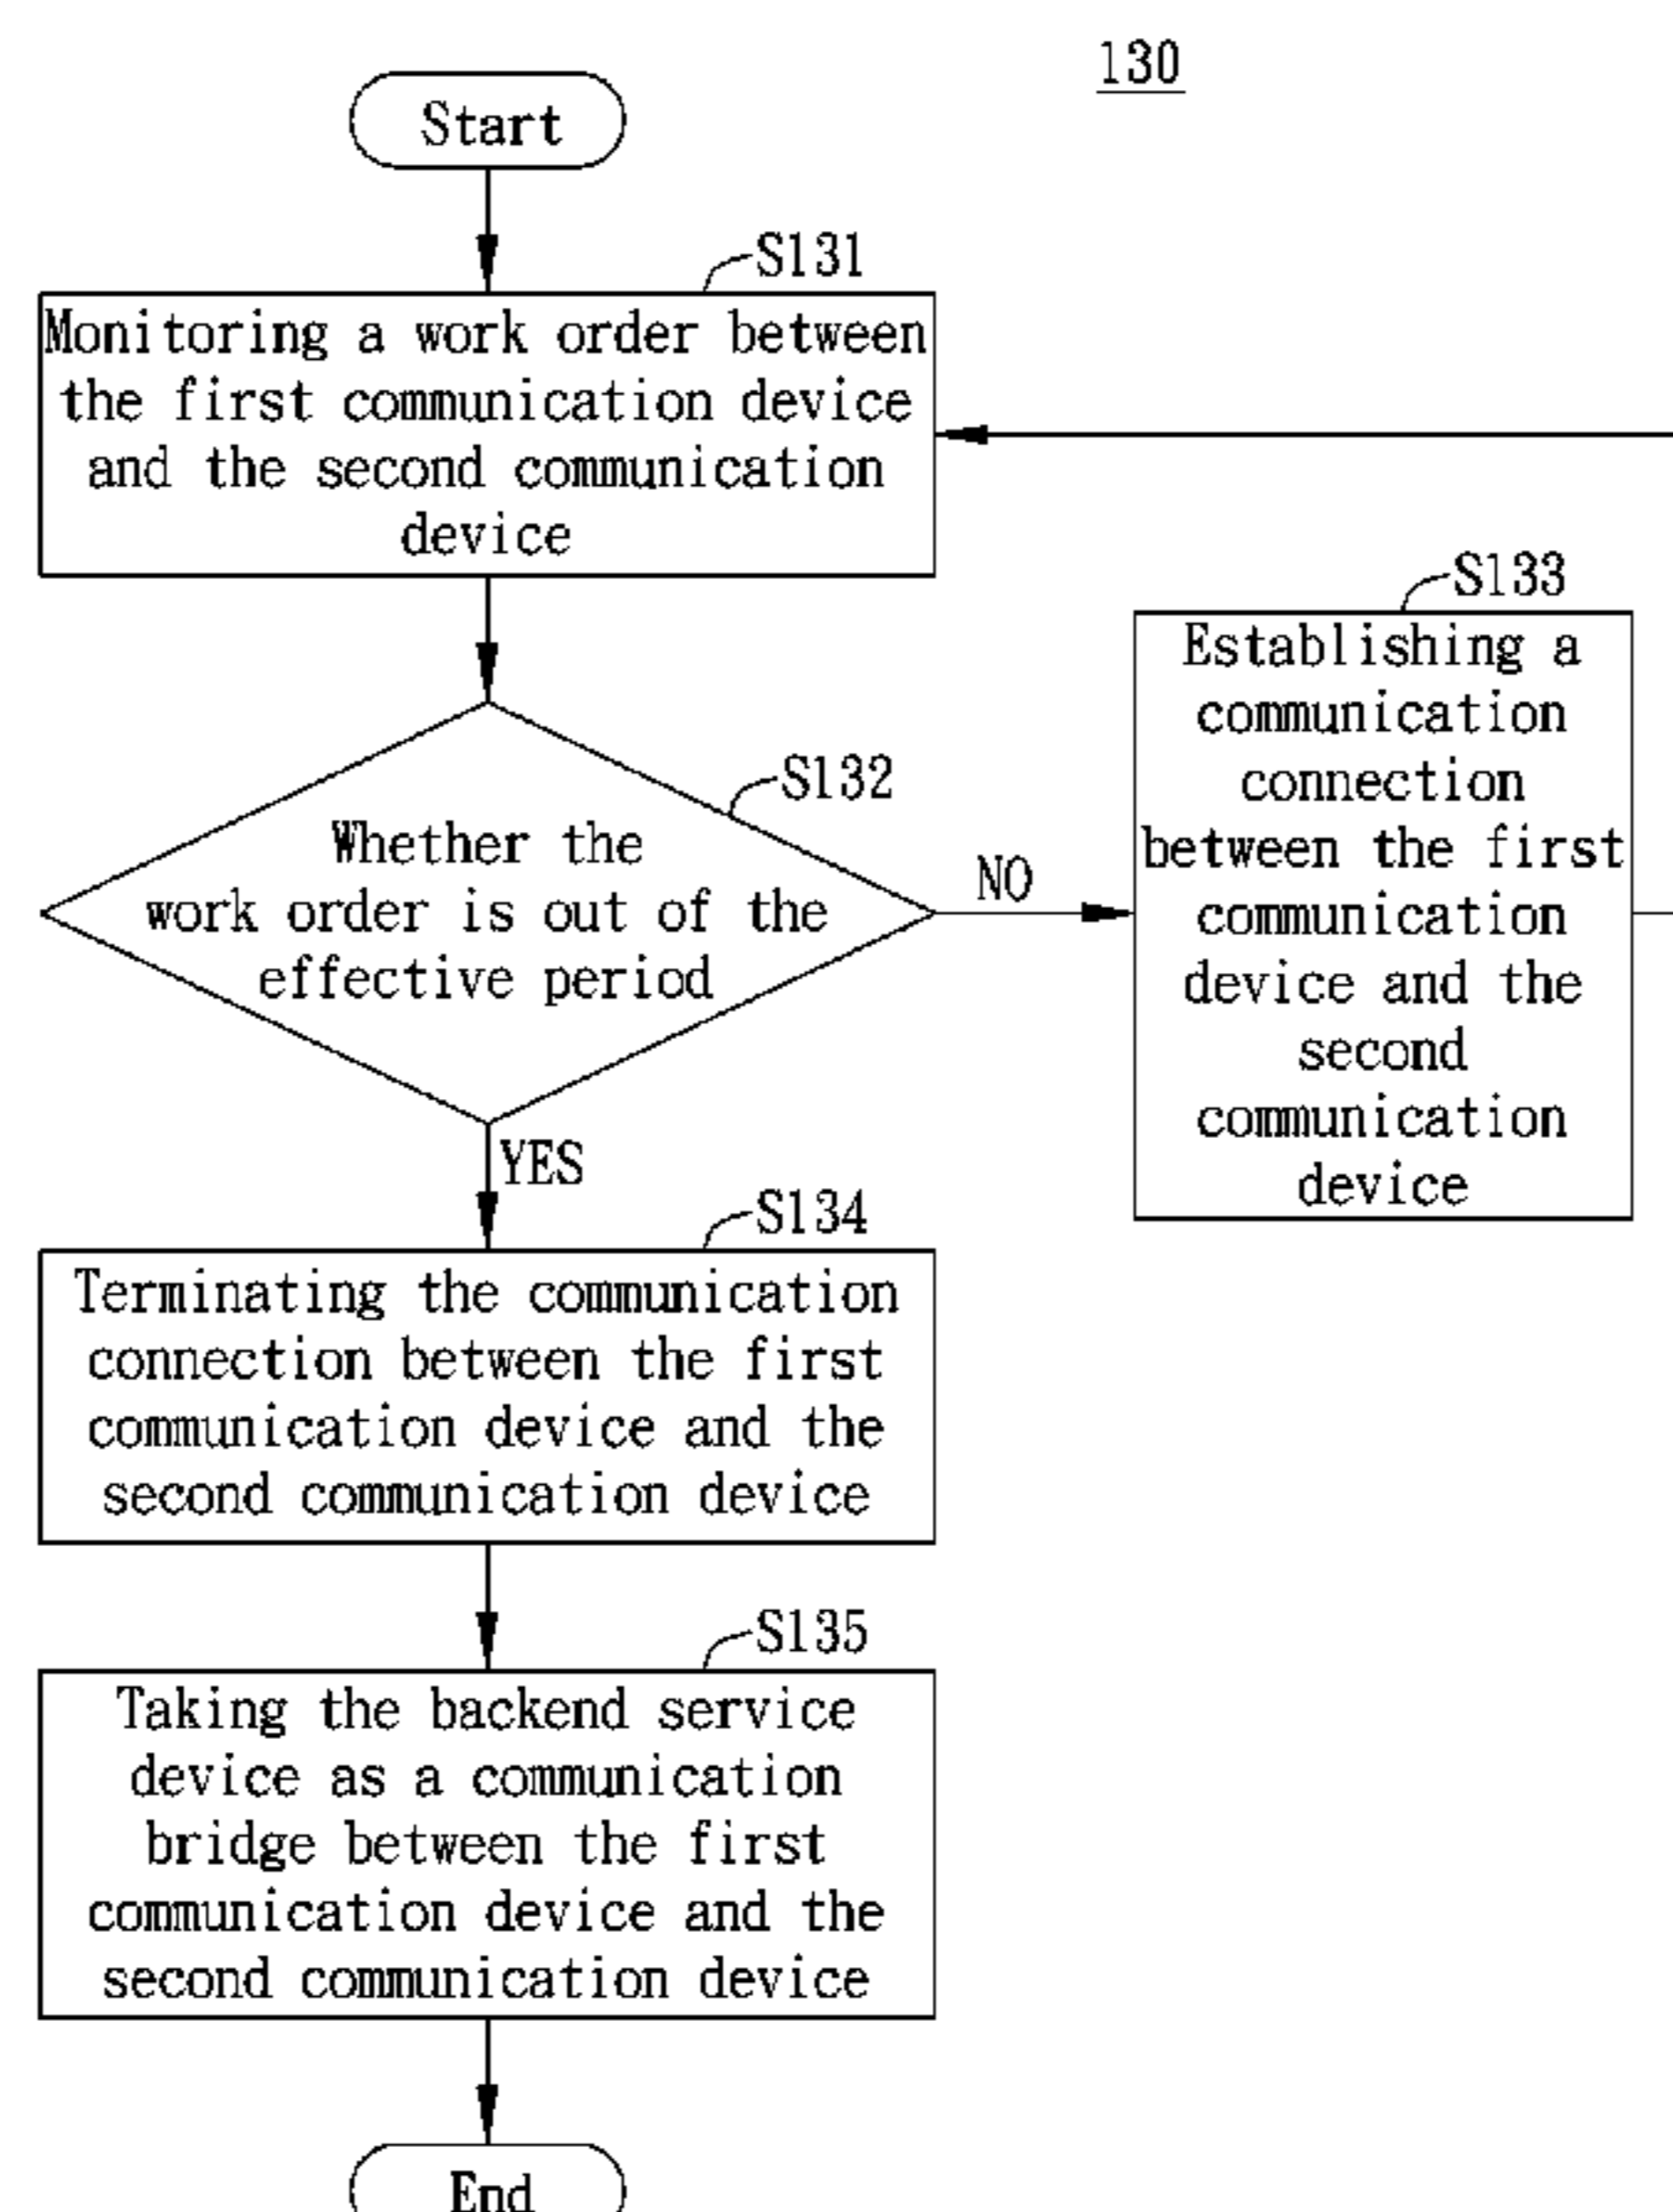 130
Start
S131
Monitoring a work order between
the first communication device
and the second communication
device
S132
Whether the
work order is out of the
effective period
NO
S133
Establishing a
communication
connection
between the first
communication
device and the
second
communication
device
YES
S134
Terminating the communication
connection between the first
communication device and the
second communication device
S135
Taking the backend service
device as a communication
bridge between the first
communication device and the
second communication device
End